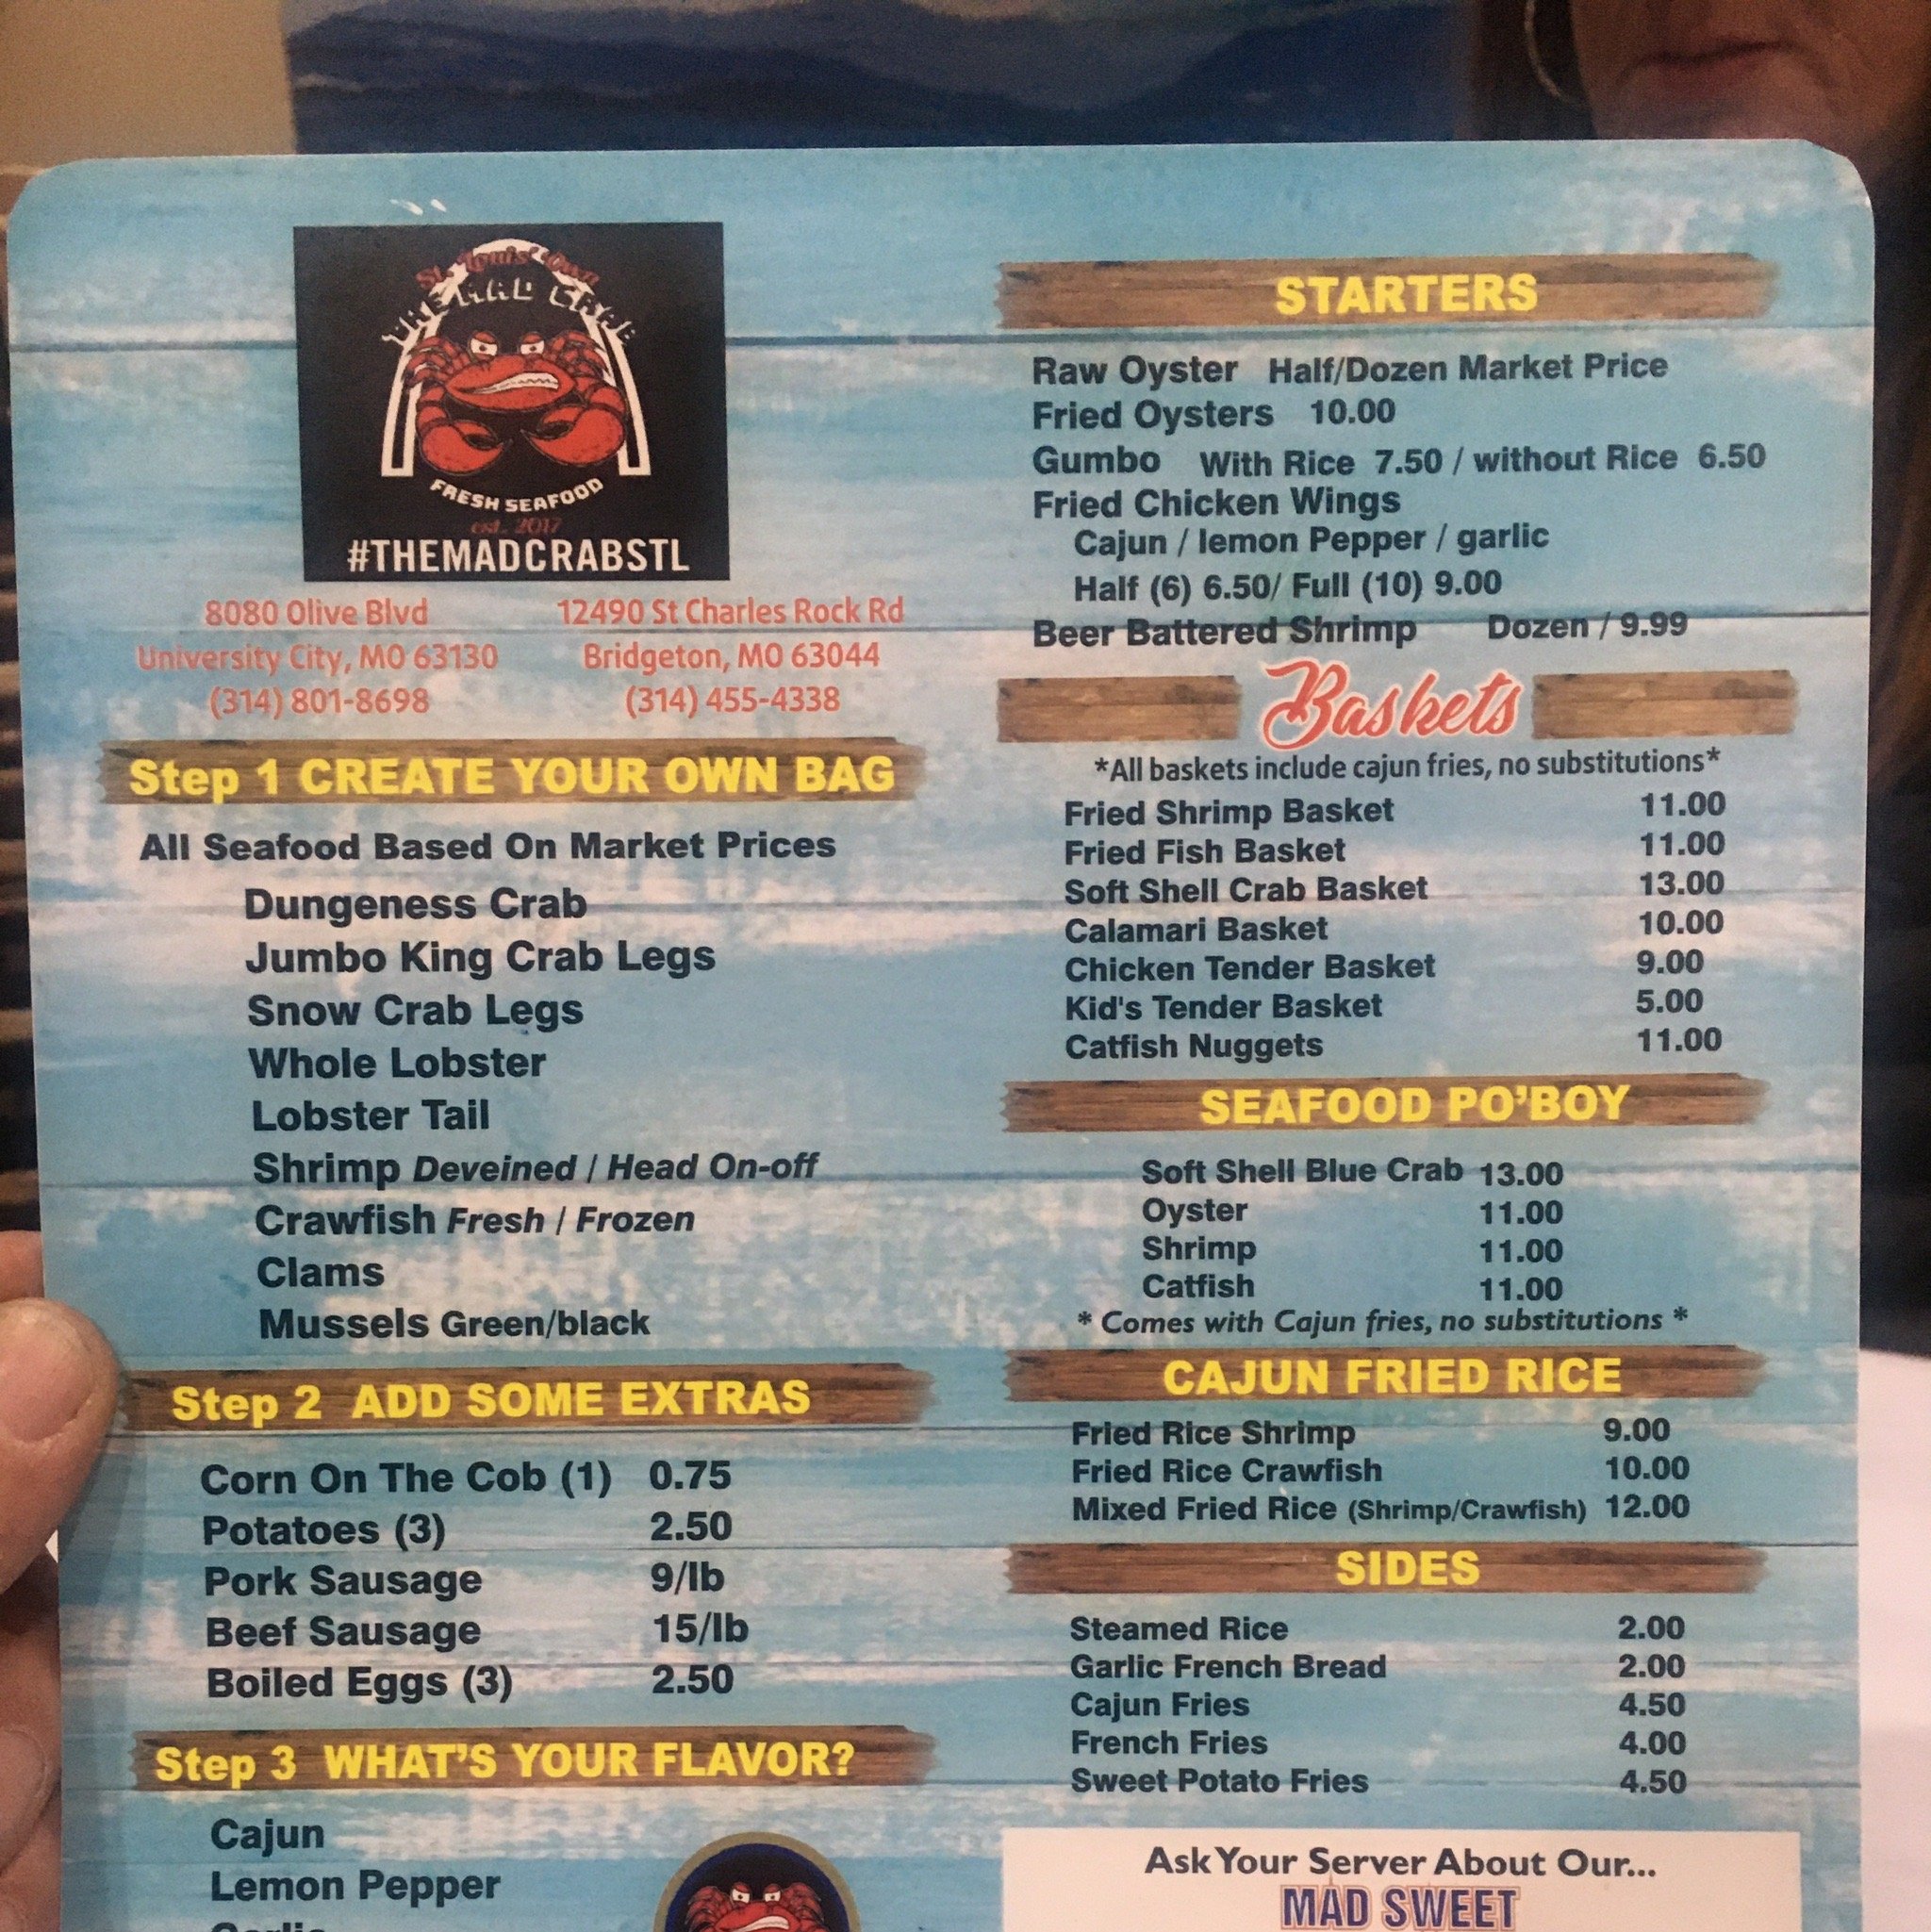 St. Louis' Own
THE MAD CRAB
FRESH SEAFOOD
est. 2017
#THEMADCRABSTL
8080 Olive Blvd
University City, MO 63130
(314) 801-8698
12490 St Charles Rock Rd
Bridgeton, MO 63044
(314) 455-4338
Step 1 CREATE YOUR OWN BAG
All Seafood Based On Market Prices
Dungeness Crab
Jumbo King Crab Legs
Snow Crab Legs
Whole Lobster
Lobster Tail
Shrimp Deveined / Head On-off
Crawfish Fresh / Frozen
Clams
Mussels Green/black
Step 2 ADD SOME EXTRAS
Corn On The Cob (1) 0.75
Potatoes (3) 2.50
Pork Sausage 9/lb
Beef Sausage 15/lb
Boiled Eggs (3) 2.50
Step 3 WHAT'S YOUR FLAVOR?
Cajun
Lemon Pepper
STARTERS
Raw Oyster Half/Dozen Market Price
Fried Oysters 10.00
Gumbo With Rice 7.50 / without Rice 6.50
Fried Chicken Wings
Cajun / lemon Pepper / garlic
Half (6) 6.50/ Full (10) 9.00
Beer Battered Shrimp Dozen / 9.99
Baskets
*All baskets include cajun fries, no substitutions*
Fried Shrimp Basket 11.00
Fried Fish Basket 11.00
Soft Shell Crab Basket 13.00
Calamari Basket 10.00
Chicken Tender Basket 9.00
Kid's Tender Basket 5.00
Catfish Nuggets 11.00
SEAFOOD PO'BOY
Soft Shell Blue Crab 13.00
Oyster 11.00
Shrimp 11.00
Catfish 11.00
* Comes with Cajun fries, no substitutions *
CAJUN FRIED RICE
Fried Rice Shrimp 9.00
Fried Rice Crawfish 10.00
Mixed Fried Rice (Shrimp/Crawfish) 12.00
SIDES
Steamed Rice 2.00
Garlic French Bread 2.00
Cajun Fries 4.50
French Fries 4.00
Sweet Potato Fries 4.50
Ask Your Server About Our...
MAD SWEET